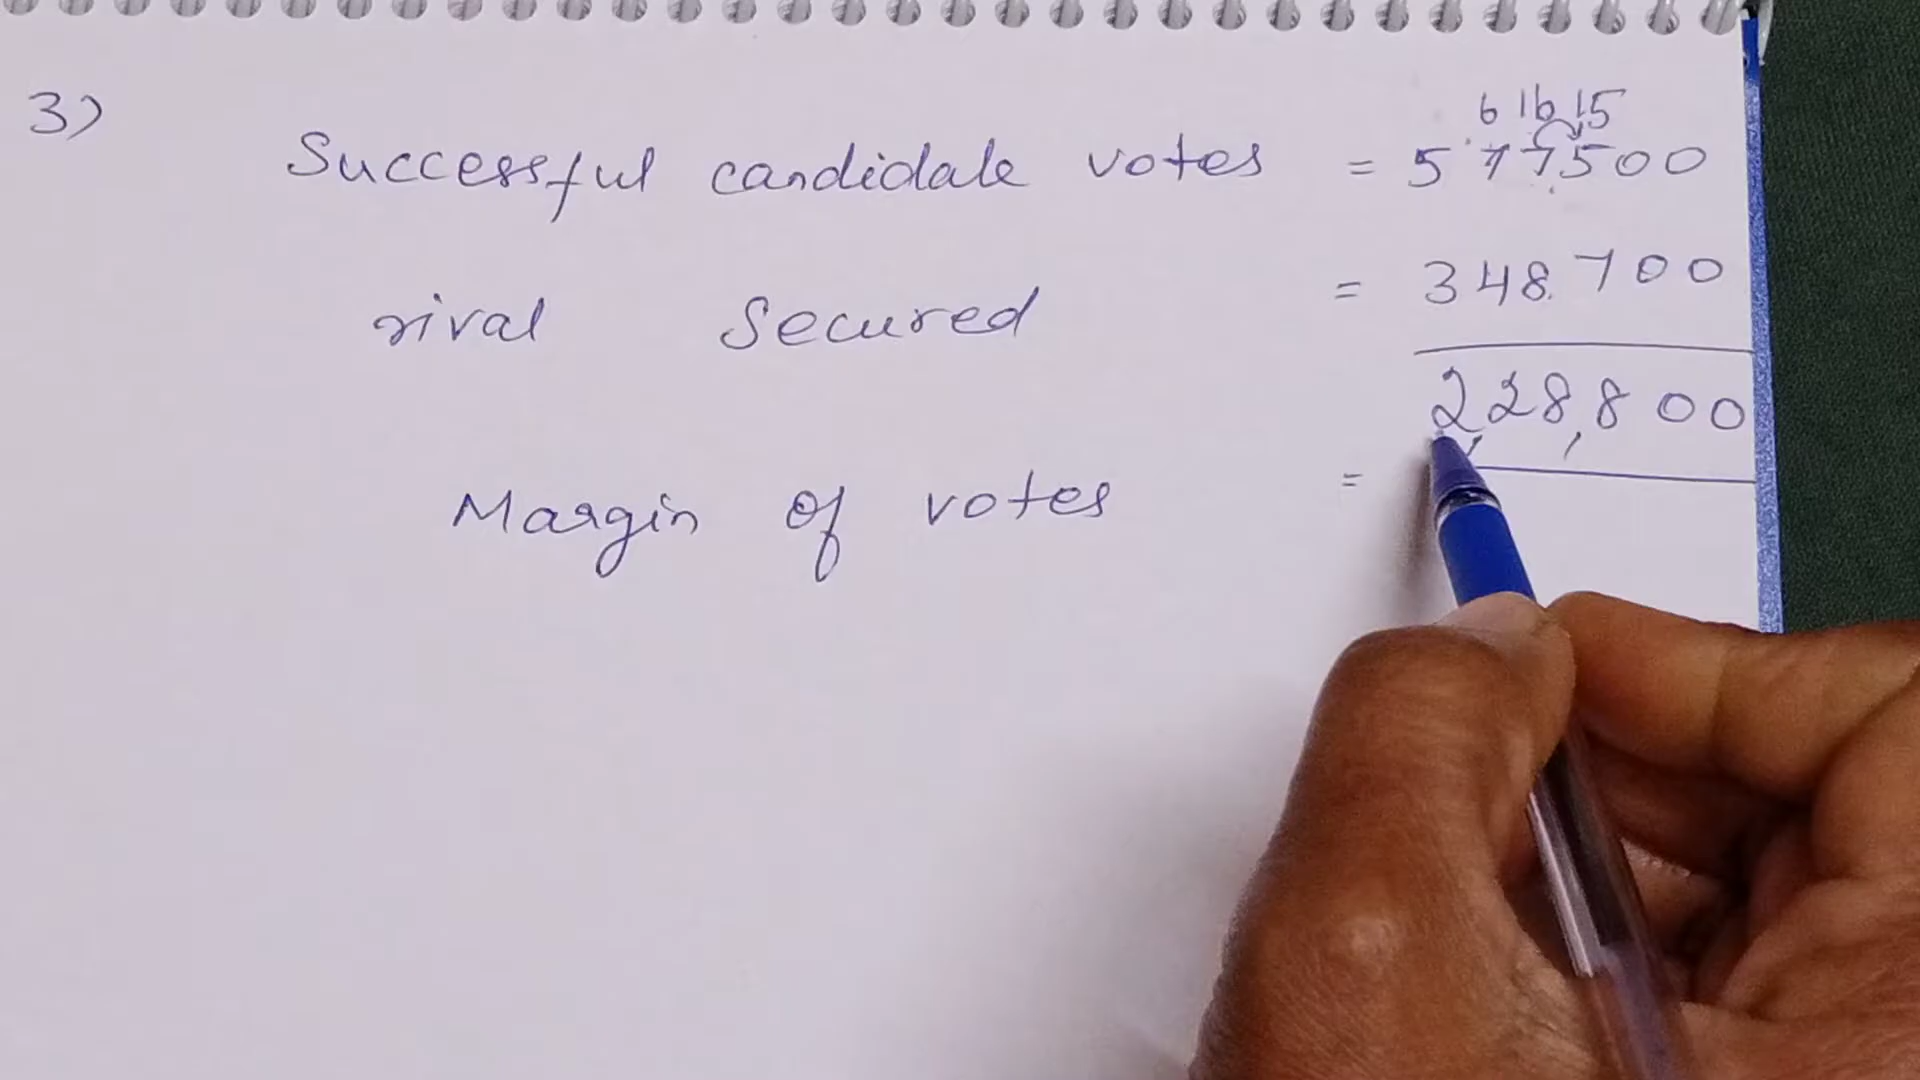 6 16 15
3) Successful candidate votes = 577500
rival secured = 348700
228,800
Margin of votes =